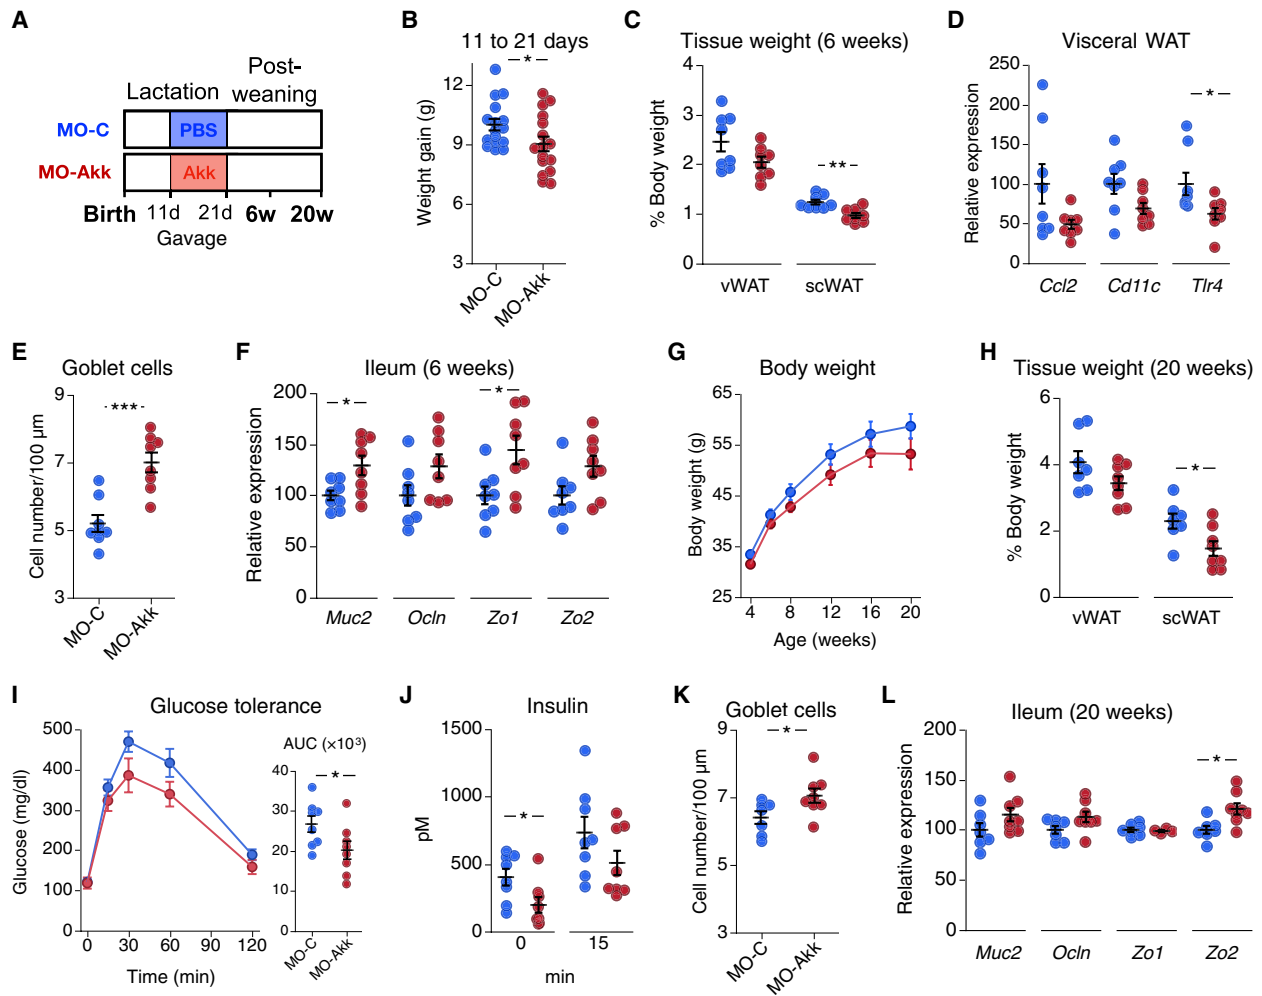 A
Lactation
Post-
weaning
MO-C
PBS
MO-Akk
Akk
Birth 11d 21d 6w 20w
Gavage
B
11 to 21 days
*
Weight gain (g)
12
9
6
3
MO-C
MO-Akk
C
Tissue weight (6 weeks)
% Body weight
4
3
2
1
0
**
vWAT
scWAT
D
Visceral WAT
Relative expression
250
200
150
100
50
0
*
Ccl2
Cd11c
Tlr4
E
Goblet cells
Cell number/100 µm
9
7
5
3
***
MO-C
MO-Akk
F
Ileum (6 weeks)
Relative expression
200
150
100
50
0
*
*
Muc2
Ocln
Zo1
Zo2
G
Body weight
Body weight (g)
65
55
45
35
25
4 8 12 16 20
Age (weeks)
H
Tissue weight (20 weeks)
% Body weight
6
4
2
0
*
vWAT
scWAT
I
Glucose tolerance
Glucose (mg/dl)
500
400
300
200
100
0
0 30 60 90 120
Time (min)
AUC (×10³)
40
30
20
10
0
*
MO-C
MO-Akk
J
Insulin
pM
1500
1000
500
0
*
0 15
min
K
Goblet cells
Cell number/100 µm
9
7
5
3
*
MO-C
MO-Akk
L
Ileum (20 weeks)
Relative expression
200
150
100
50
0
*
Muc2
Ocln
Zo1
Zo2